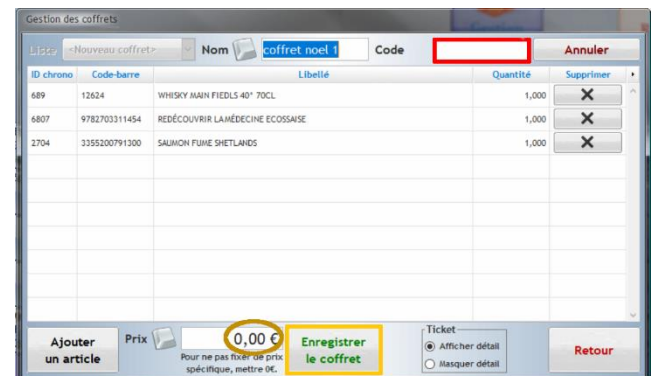 Gestion des coffrets
Liste <Nouveau coffret> Nom coffret noel 1 Code Annuler
ID chrono Code-barre Libellé Quantité Supprimer
689 12624 WHISKY MAIN FIEDLS 40° 70CL 1,000
6807 9782703311454 REDÉCOUVRIR LA MÉDECINE ECOSSAISE 1,000
2704 3355200791300 SAUMON FUME SHETLANDS 1,000
Ajouter un article
Prix 0,00 €
Pour ne pas fixer de prix
spécifique, mettre 0€.
Enregistrer
le coffret
Ticket
Afficher détail
Masquer détail
Retour